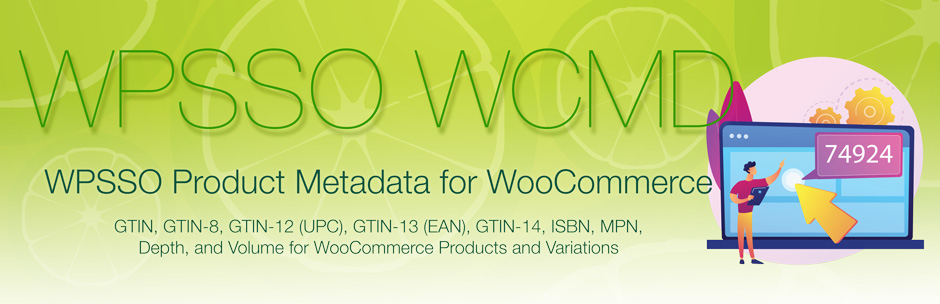 WPSSO WCMD
WPSSO Product Metadata for WooCommerce
GTIN, GTIN-8, GTIN-12 (UPC), GTIN-13 (EAN), GTIN-14, ISBN, MPN,
Depth, and Volume for WooCommerce Products and Variations
74924